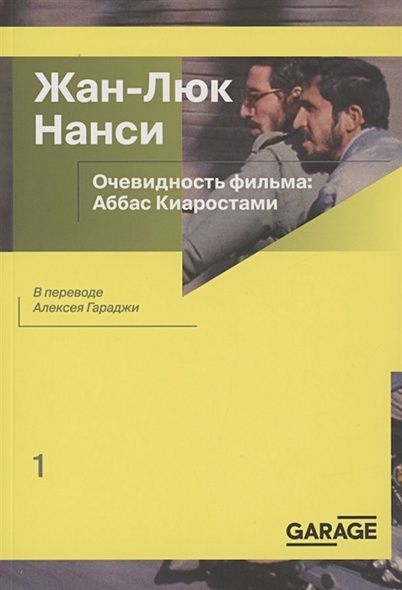 Жан-Люк
Нанси
Очевидность фильма:
Аббас Киаростами
В переводе
Алексея Гараджи
1
GARAGE